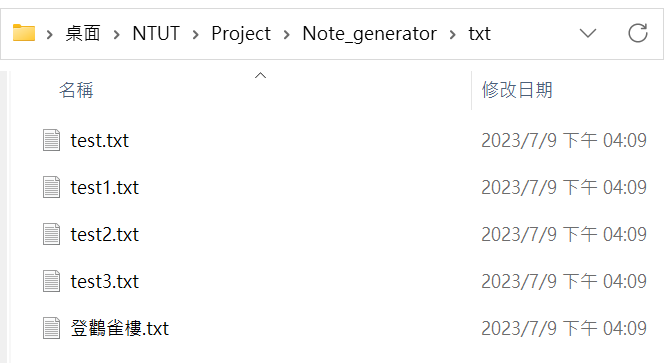 桌面 > NTUT > Project > Note_generator > txt
名稱 修改日期
test.txt 2023/7/9 下午 04:09
test1.txt 2023/7/9 下午 04:09
test2.txt 2023/7/9 下午 04:09
test3.txt 2023/7/9 下午 04:09
登鸛雀樓.txt 2023/7/9 下午 04:09